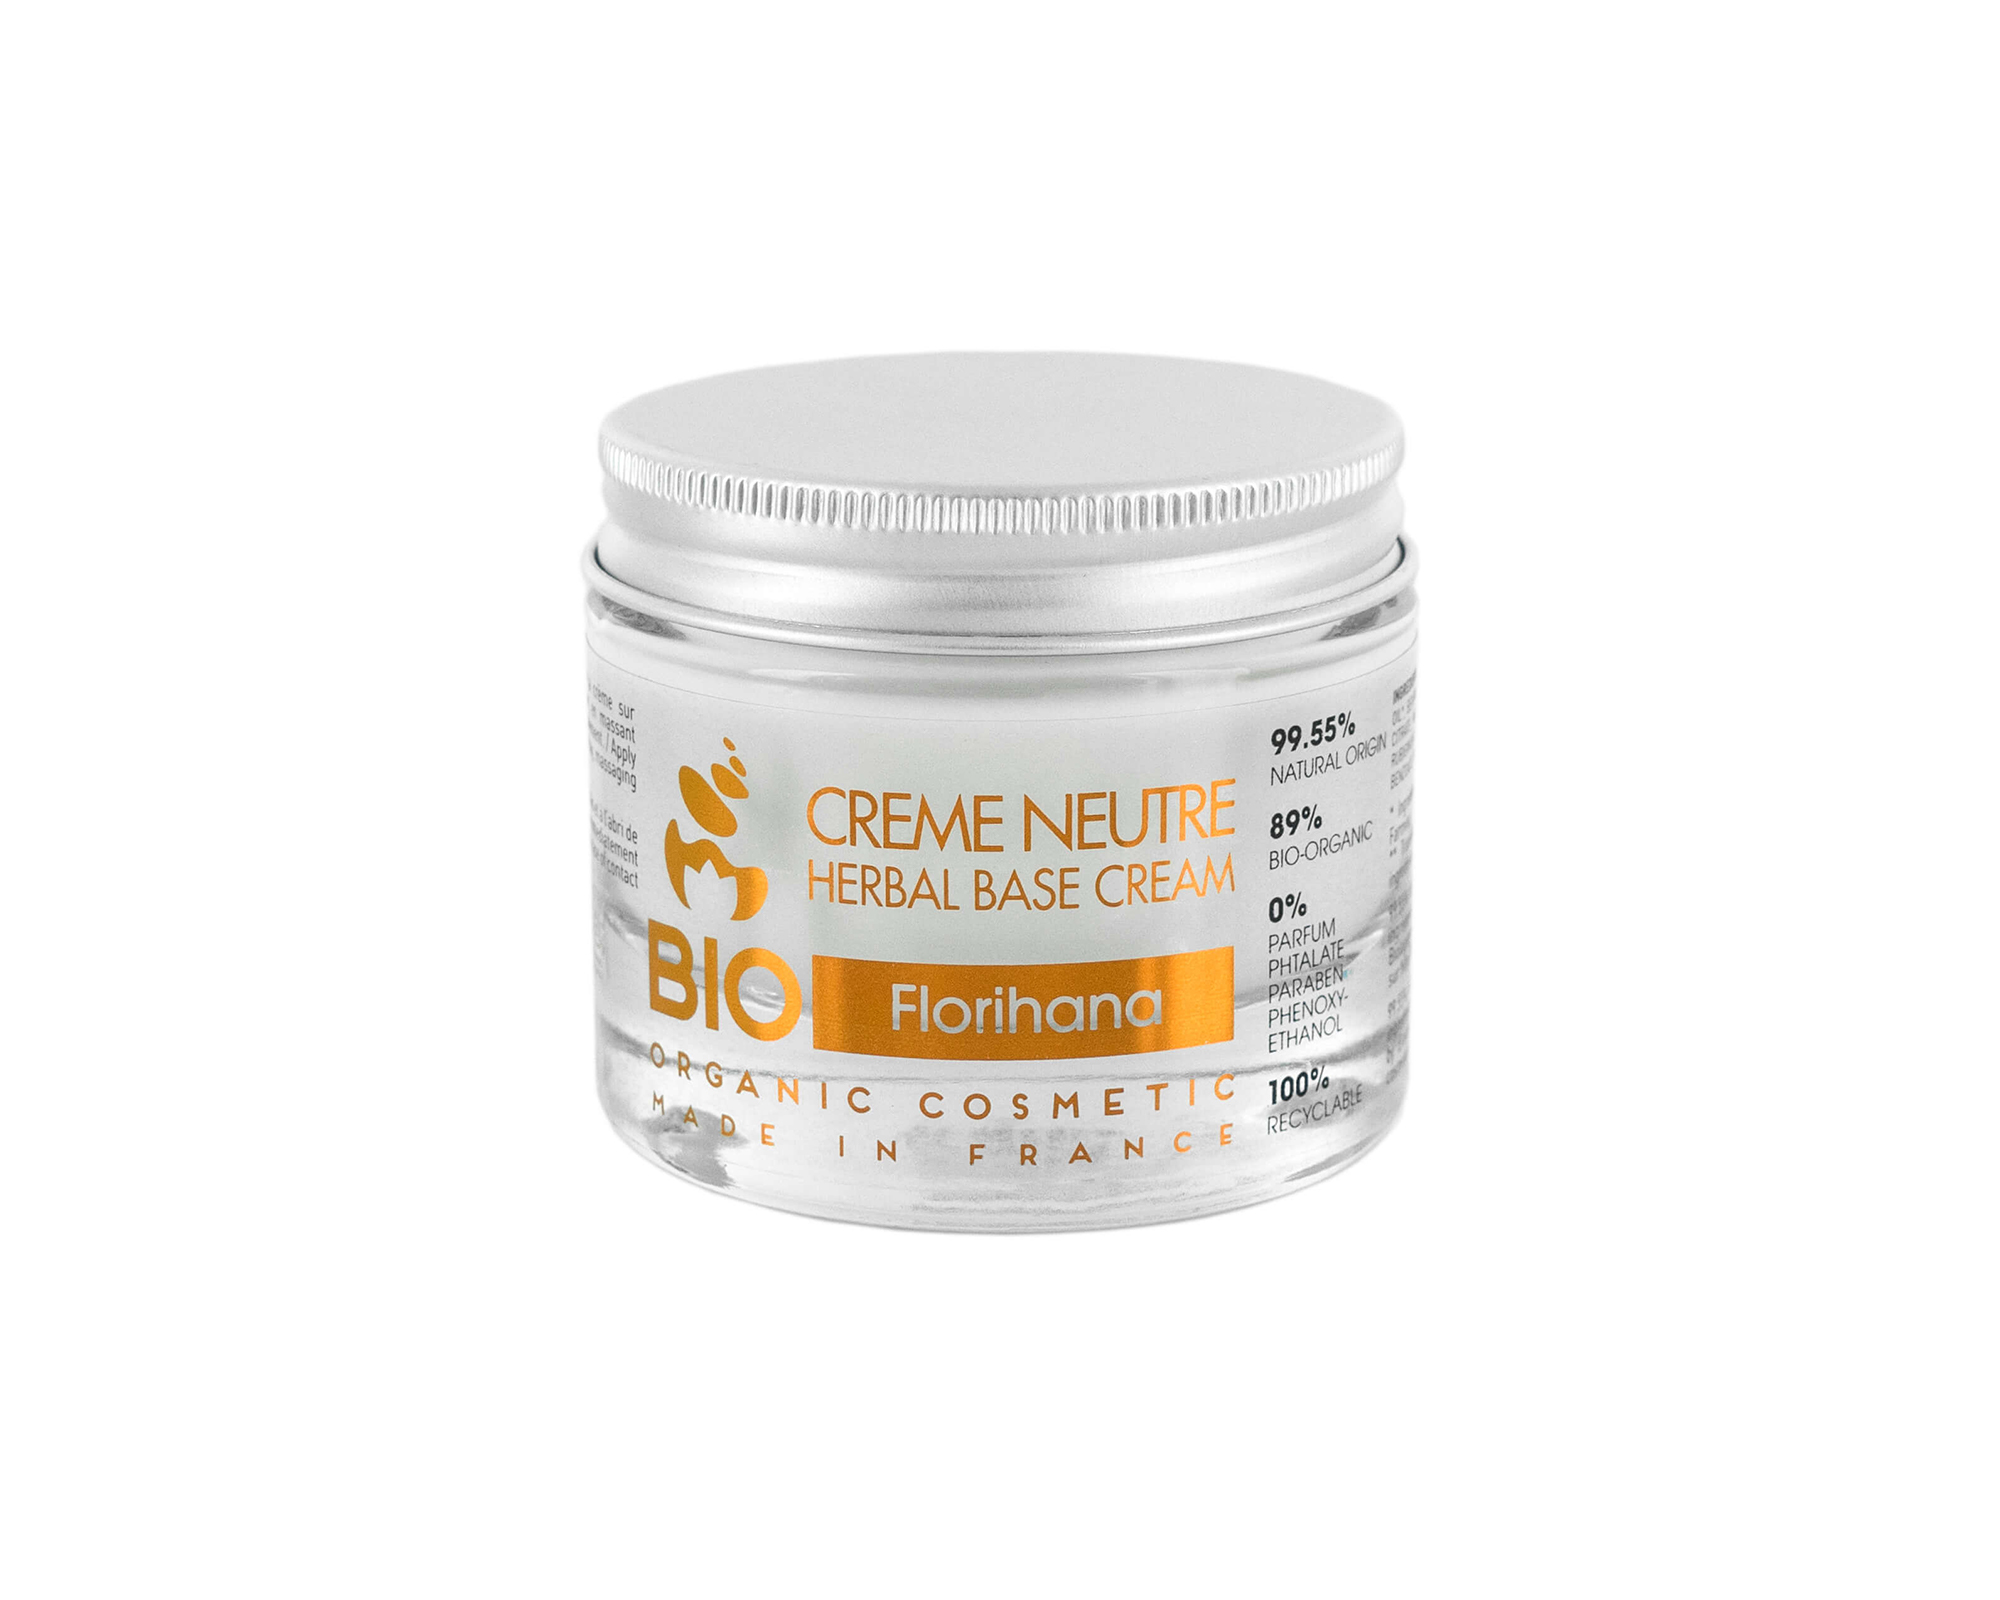 crème sur
massant
/ Apply
massaging
à l'abri de
contact
CREME NEUTRE
HERBAL BASE CREAM
BIO
Florihana
ORGANIC COSMETIC
MADE IN FRANCE
99.55%
NATURAL ORIGIN
89%
BIO-ORGANIC
0%
PARFUM
PHTALATE
PARABEN
PHENOXY-
ETHANOL
100%
RECYCLABLE